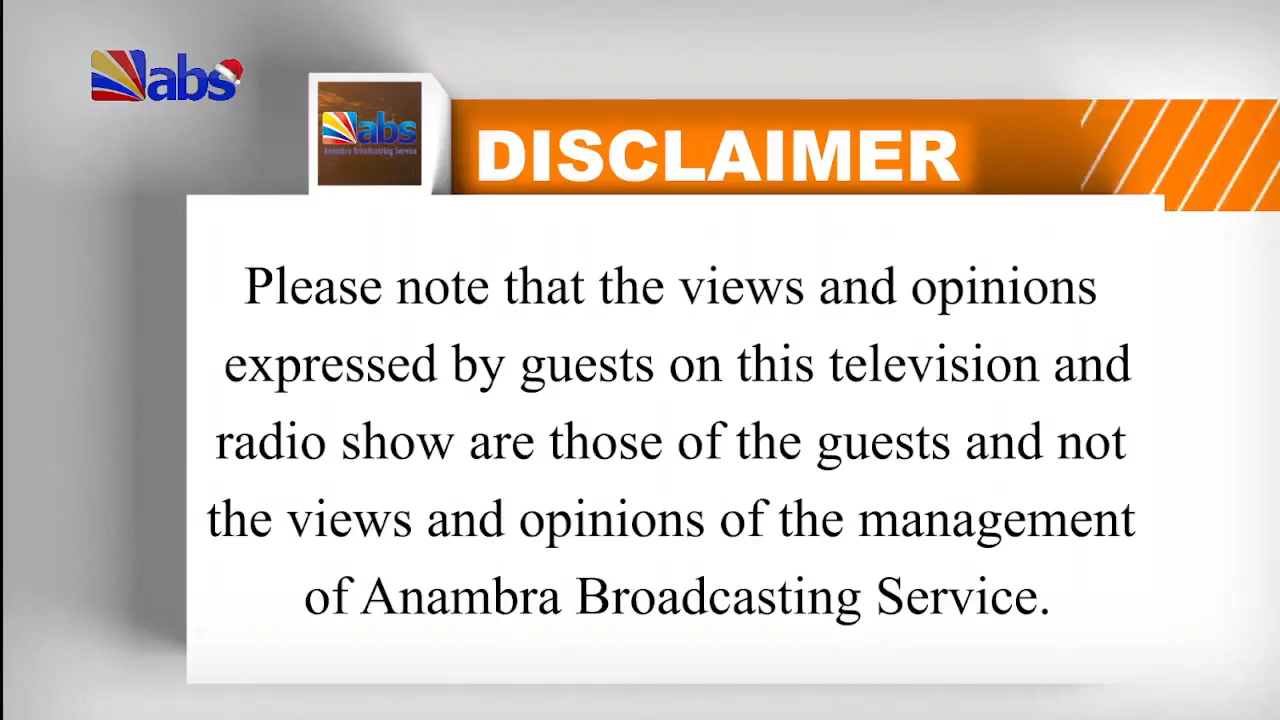 abs
abs
Anambra Broadcasting Service
DISCLAIMER
Please note that the views and opinions
expressed by guests on this television and
radio show are those of the guests and not
the views and opinions of the management
of Anambra Broadcasting Service.